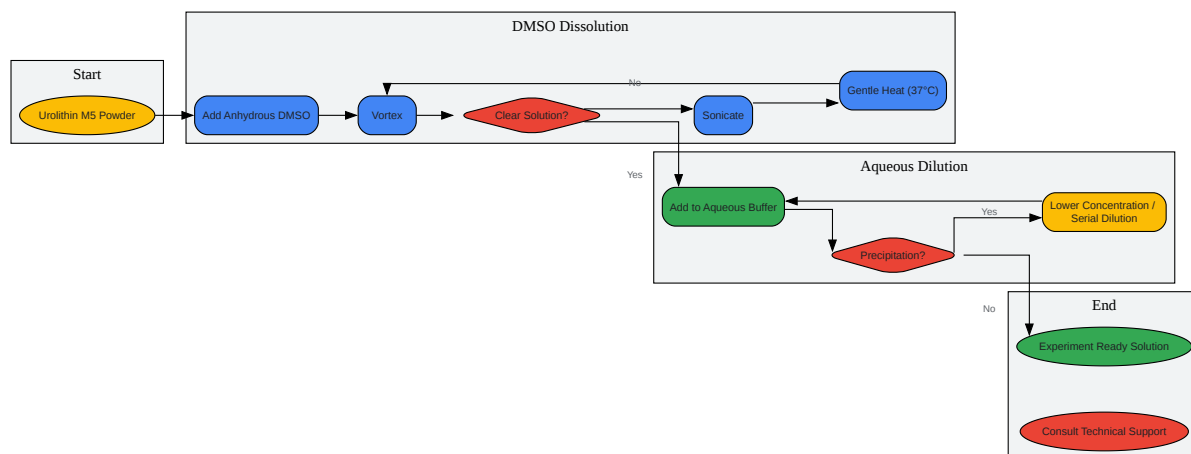 DMSO Dissolution
Start
Urolithin M5 Powder
Add Anhydrous DMSO
Vortex
Clear Solution?
No
Sonicate
Gentle Heat (37°C)
Yes
Aqueous Dilution
Add to Aqueous Buffer
Precipitation?
Yes
Lower Concentration /
Serial Dilution
No
End
Experiment Ready Solution
Consult Technical Support